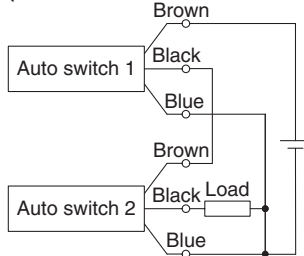 Brown
Black
Auto switch 1
Blue
Brown
Black Load
Auto switch 2
Blue